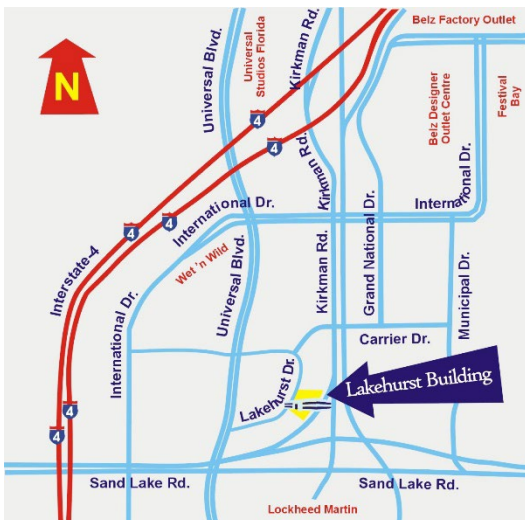 Belz Factory Outlet
Universal Blvd.
Universal
Studios Florida
Kirkman Rd.
N
4
Belz Designer
Outlet Centre
Festival
Bay
4
Kirkman Rd.
International Dr.
International Dr.
4
4
Grand National Dr.
Wet 'n Wild
Interstate-4
Kirkman Rd.
Municipal Dr.
Universal Blvd.
International Dr.
Carrier Dr.
Lakehurst Building
Lakehurst Dr.
4
4
Sand Lake Rd.
Sand Lake Rd.
Lockheed Martin